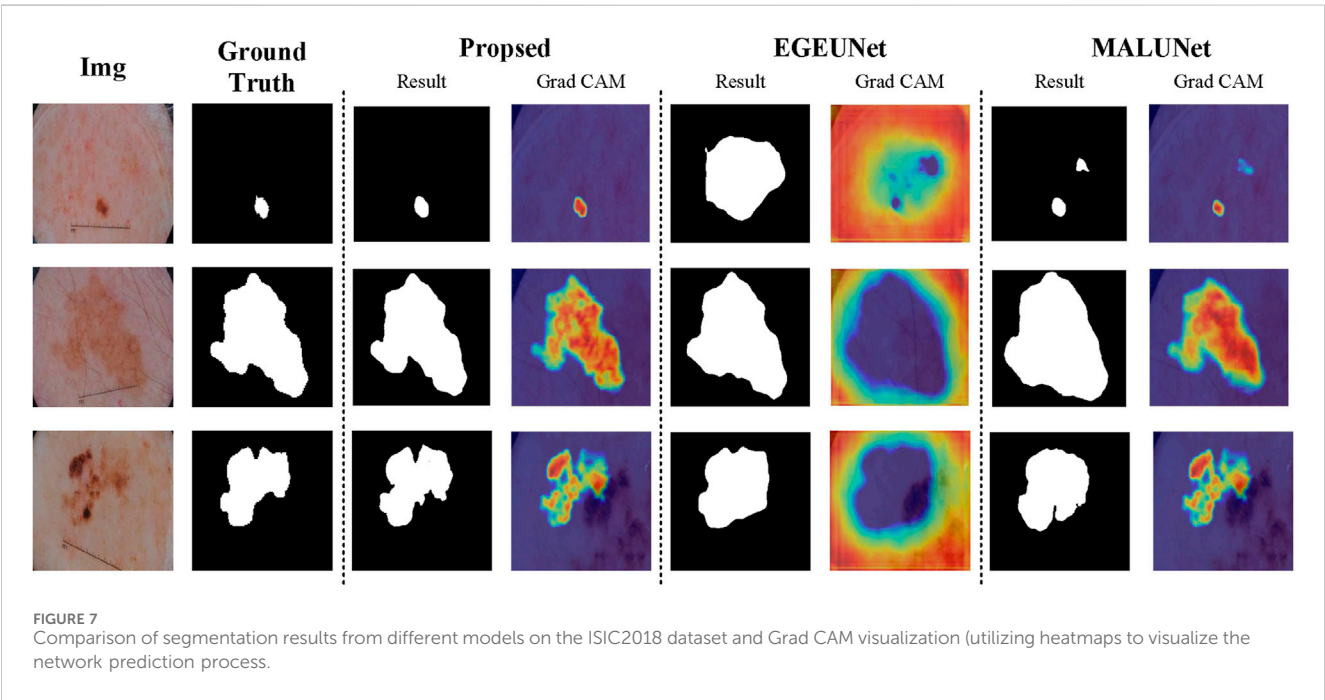 Img
Ground
Truth
Propsed
Result
Grad CAM
EGEUNet
Result
Grad CAM
MALUNet
Result
Grad CAM
FIGURE 7
Comparison of segmentation results from different models on the ISIC2018 dataset and Grad CAM visualization (utilizing heatmaps to visualize the
network prediction process.